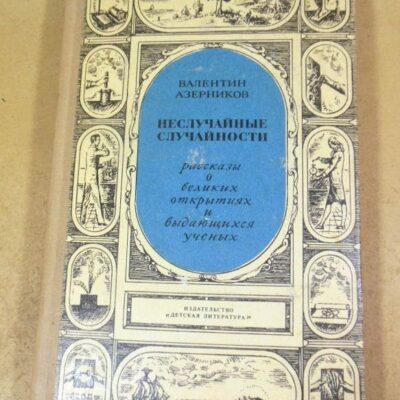 ВАЛЕНТИН
АЗЕРНИКОВ
НЕСЛУЧАЙНЫЕ
СЛУЧАЙНОСТИ
рассказы
о
великих
открытиях
и
выдающихся
ученых
ИЗДАТЕЛЬСТВО
«ДЕТСКАЯ ЛИТЕРАТУРА»